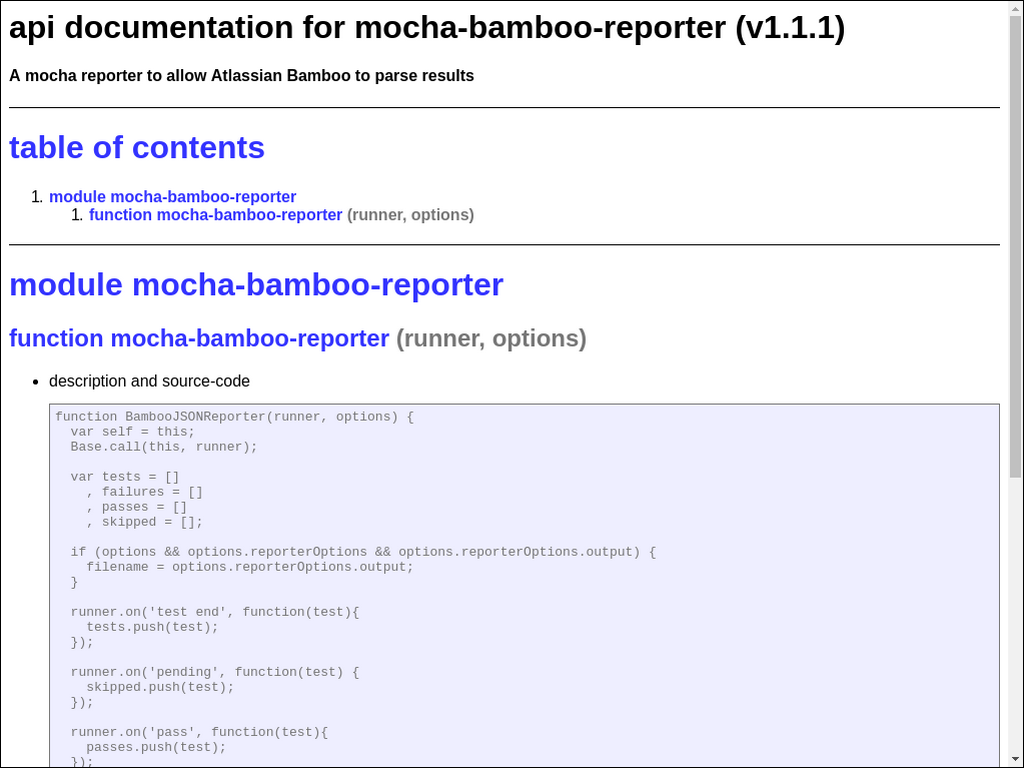 api documentation for mocha-bamboo-reporter (v1.1.1)
A mocha reporter to allow Atlassian Bamboo to parse results
table of contents
1. module mocha-bamboo-reporter
1. function mocha-bamboo-reporter (runner, options)
module mocha-bamboo-reporter
function mocha-bamboo-reporter (runner, options)
• description and source-code
function BambooJSONReporter(runner, options) {
  var self = this;
  Base.call(this, runner);

  var tests = []
    , failures = []
    , passes = []
    , skipped = [];

  if (options && options.reporterOptions && options.reporterOptions.output) {
    filename = options.reporterOptions.output;
  }

  runner.on('test end', function(test){
    tests.push(test);
  });

  runner.on('pending', function(test) {
    skipped.push(test);
  });

  runner.on('pass', function(test){
    passes.push(test);
  });